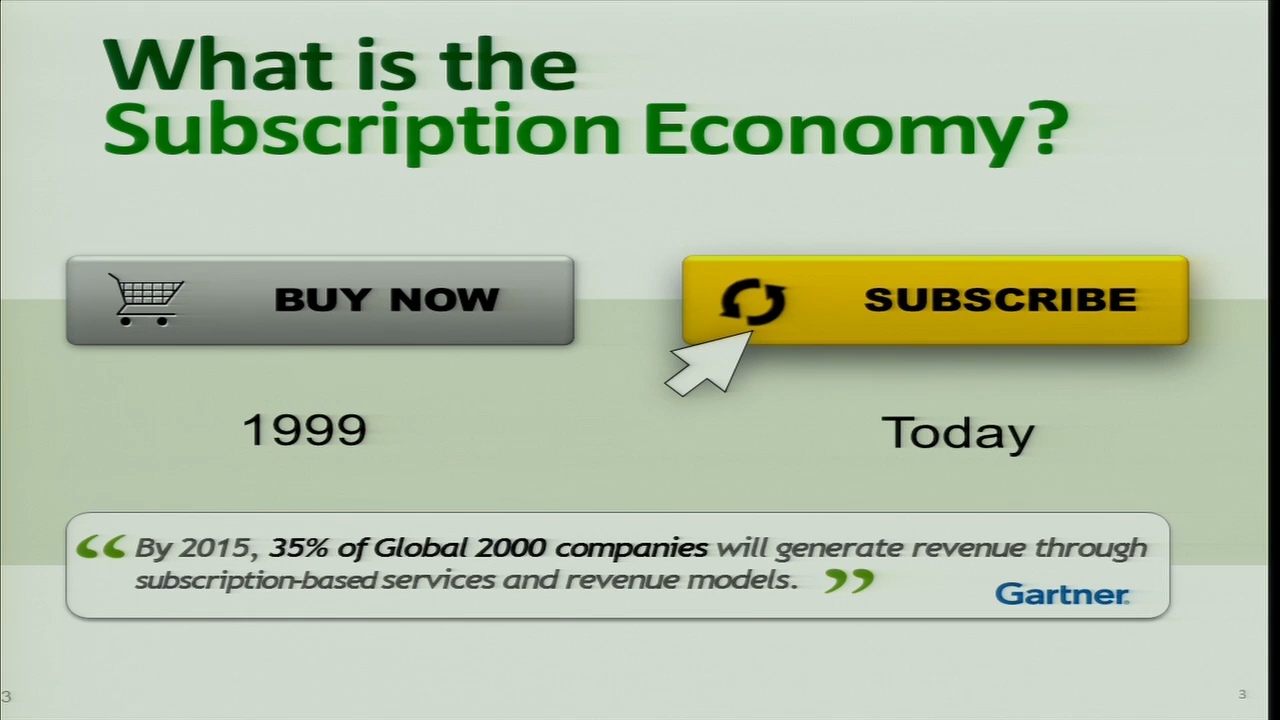 What is the
Subscription Economy?
BUY NOW
SUBSCRIBE
1999
Today
“ By 2015, 35% of Global 2000 companies will generate revenue through
subscription-based services and revenue models. ”
Gartner
3
3